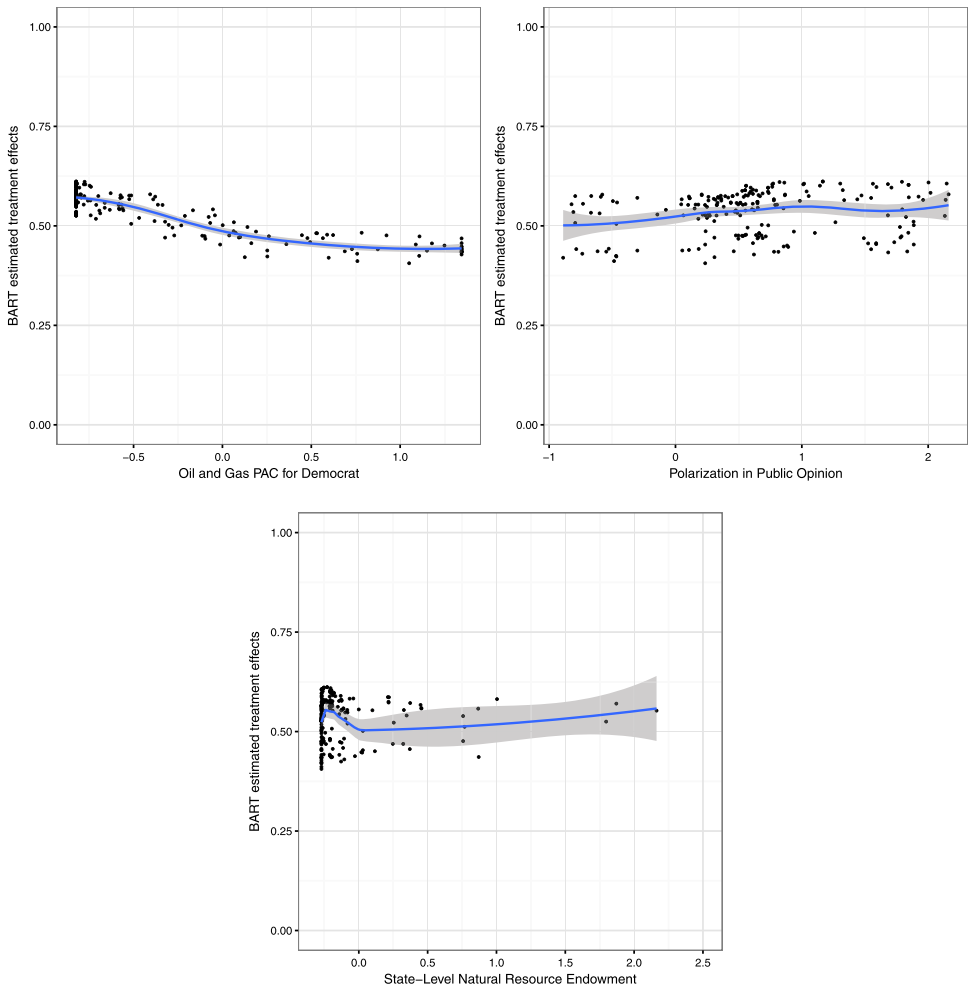 1.00
0.75
0.50
0.25
0.00
BART estimated treatment effects
−0.5 0.0 0.5 1.0
Oil and Gas PAC for Democrat
1.00
0.75
0.50
0.25
0.00
BART estimated treatment effects
−1 0 1 2
Polarization in Public Opinion
1.00
0.75
0.50
0.25
0.00
BART estimated treatment effects
0.0 0.5 1.0 1.5 2.0 2.5
State−Level Natural Resource Endowment